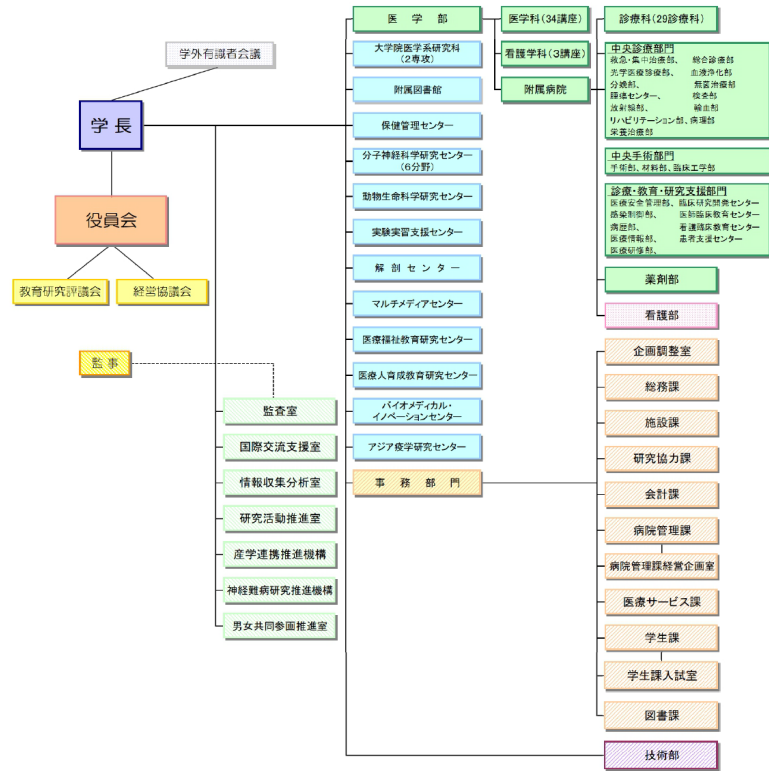 学外有識者会議
学長
役員会
教育研究評議会
経営協議会
監事
監査室
国際交流支援室
情報収集分析室
研究活動推進室
産学連携推進機構
神経難病研究推進機構
男女共同参画推進室
医 学 部
大学院医学系研究科
(2専攻)
附属図書館
保健管理センター
分子神経科学研究センター
(6分野)
動物生命科学研究センター
実験実習支援センター
解 剖 セ ン タ ー
マルチメディアセンター
医療福祉教育研究センター
医療人育成教育研究センター
バイオメディカル・
イノベーションセンター
アジア疫学研究センター
事 務 部 門
医学科(34講座)
看護学科(3講座)
附属病院
診療科(29診療科)
中央診療部門
救急・集中治療部、 総合診療部
光学医療診療部、 血液浄化部
分娩部、 無菌治療部
腫瘍センター、 検査部
放射線部、 輸血部
リハビリテーション部、病理部
栄養治療部
中央手術部門
手術部、材料部、臨床工学部
診療・教育・研究支援部門
医療安全管理部、臨床研究開発センター
感染制御部、 医師臨床教育センター
病歴部、 看護臨床教育センター
医療情報部、 患者支援センター
医療研修部、
薬剤部
看護部
企画調整室
総務課
施設課
研究協力課
会計課
病院管理課
病院管理課経営企画室
医療サービス課
学生課
学生課入試室
図書課
技術部